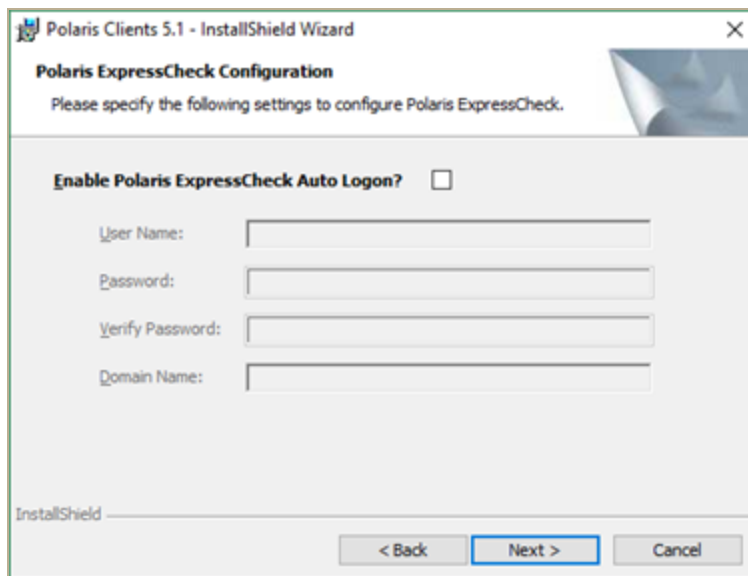 Polaris Clients 5.1 - InstallShield Wizard
Polaris ExpressCheck Configuration
Please specify the following settings to configure Polaris ExpressCheck.
Enable Polaris ExpressCheck Auto Logon?
User Name:
Password:
Verify Password:
Domain Name:
InstallShield
< Back Next > Cancel